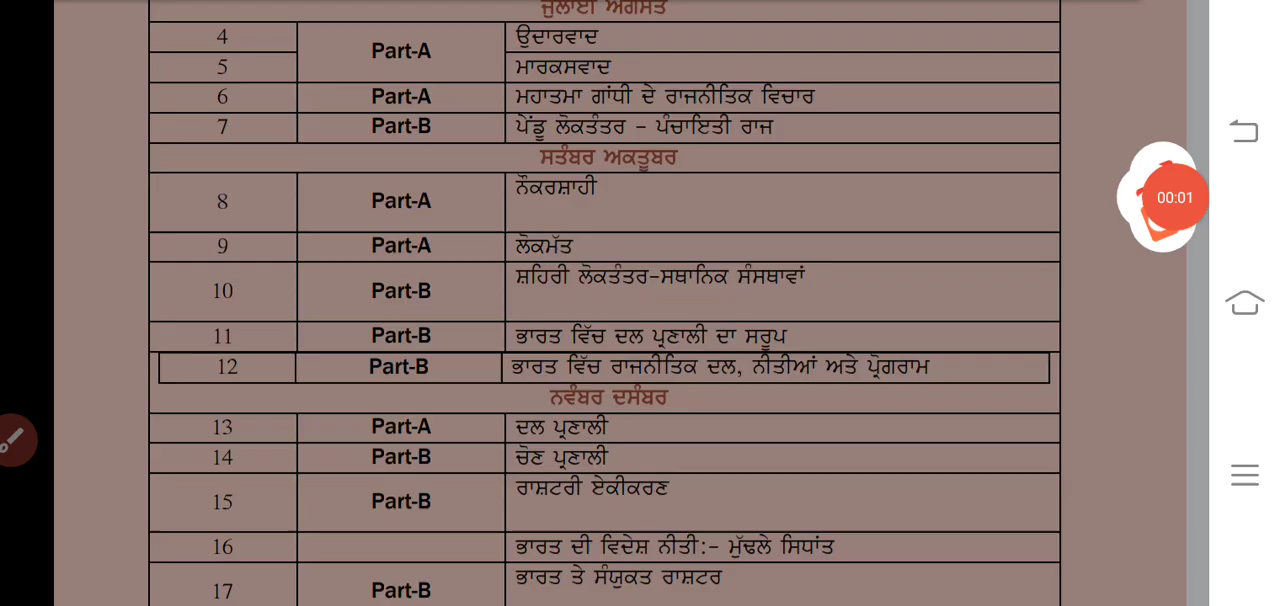 ਜੁਲਾਈ ਅਗਸਤ
4 Part-A ਉਦਾਰਵਾਦ
5 ਮਾਰਕਸਵਾਦ
6 Part-A ਮਹਾਤਮਾ ਗਾਂਧੀ ਦੇ ਰਾਜਨੀਤਿਕ ਵਿਚਾਰ
7 Part-B ਪੇਂਡੂ ਲੋਕਤੰਤਰ - ਪੰਚਾਇਤੀ ਰਾਜ
ਸਤੰਬਰ ਅਕਤੂਬਰ
8 Part-A ਨੌਕਰਸ਼ਾਹੀ
9 Part-A ਲੋਕਮੱਤ
10 Part-B ਸ਼ਹਿਰੀ ਲੋਕਤੰਤਰ-ਸਥਾਨਿਕ ਸੰਸਥਾਵਾਂ
11 Part-B ਭਾਰਤ ਵਿੱਚ ਦਲ ਪ੍ਰਣਾਲੀ ਦਾ ਸਰੂਪ
12 Part-B ਭਾਰਤ ਵਿੱਚ ਰਾਜਨੀਤਿਕ ਦਲ, ਨੀਤੀਆਂ ਅਤੇ ਪ੍ਰੋਗਰਾਮ
ਨਵੰਬਰ ਦਸੰਬਰ
13 Part-A ਦਲ ਪ੍ਰਣਾਲੀ
14 Part-B ਚੋਣ ਪ੍ਰਣਾਲੀ
15 Part-B ਰਾਸ਼ਟਰੀ ਏਕੀਕਰਣ
16 ਭਾਰਤ ਦੀ ਵਿਦੇਸ਼ ਨੀਤੀ:- ਮੁੱਢਲੇ ਸਿਧਾਂਤ
17 Part-B ਭਾਰਤ ਤੇ ਸੰਯੁਕਤ ਰਾਸ਼ਟਰ
00:01